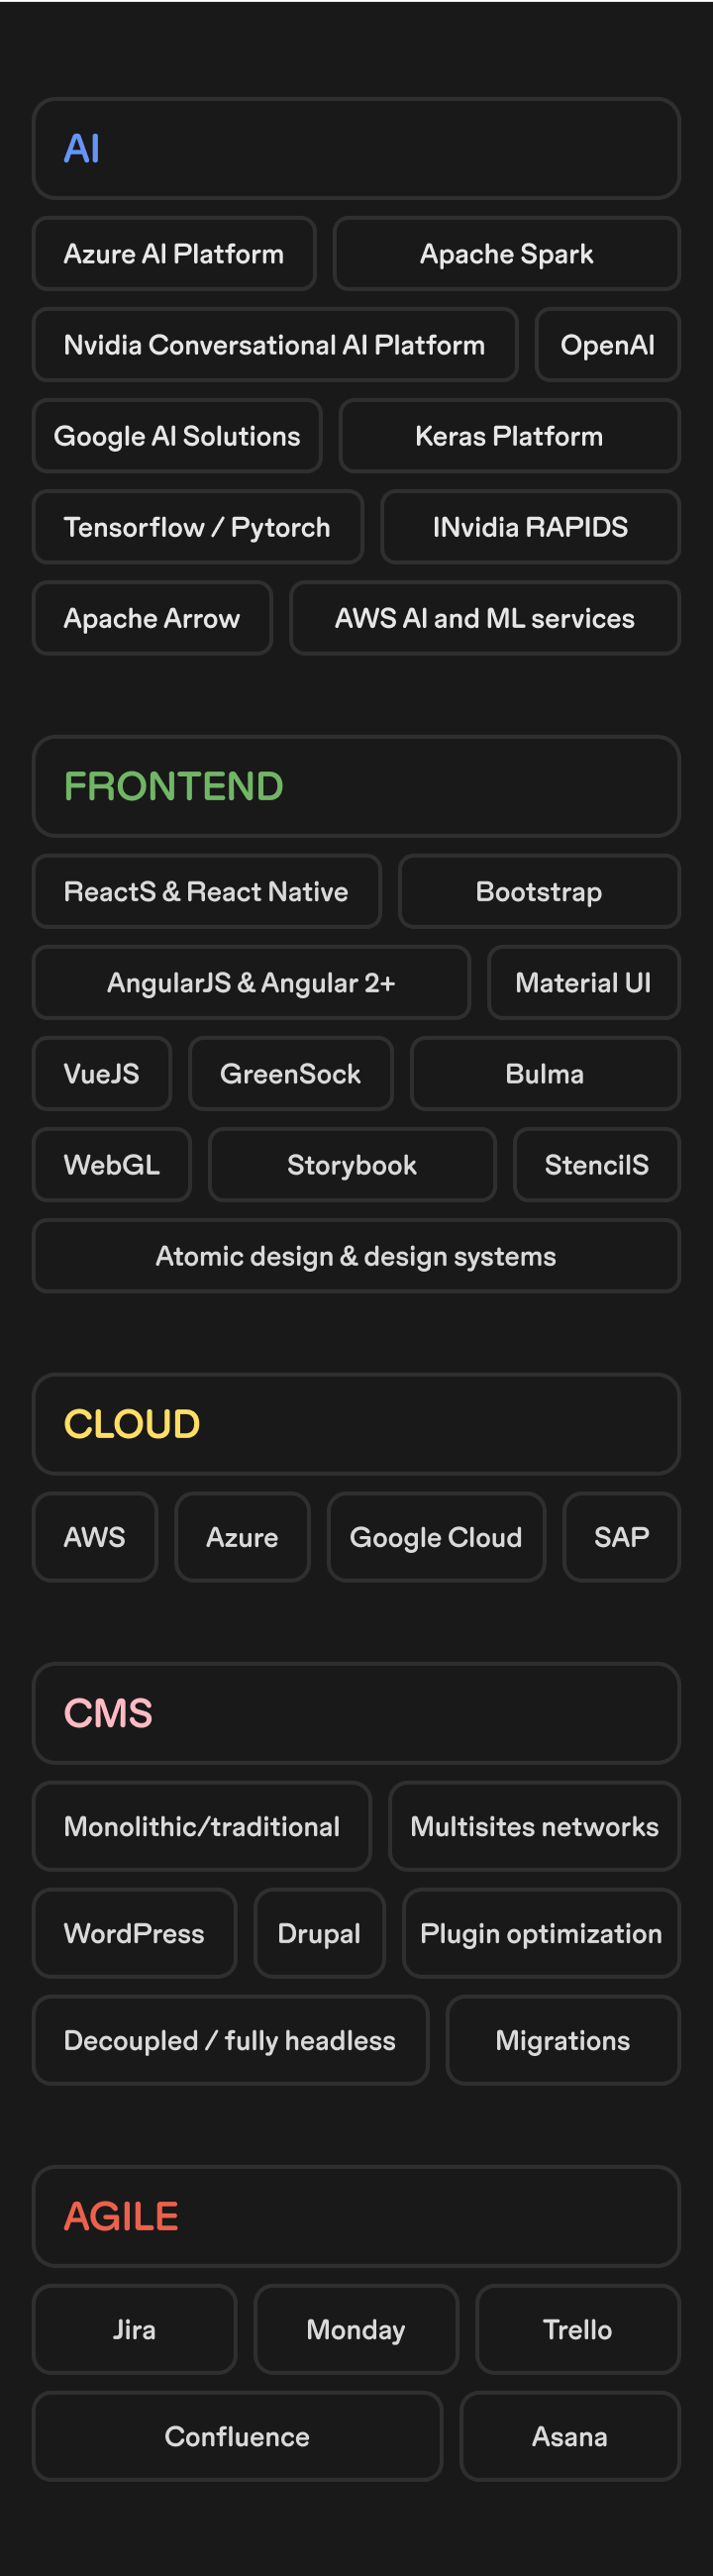 AI
Azure AI Platform
Apache Spark
Nvidia Conversational AI Platform
OpenAI
Google AI Solutions
Keras Platform
Tensorflow / Pytorch
INvidia RAPIDS
Apache Arrow
AWS AI and ML services
FRONTEND
ReactS & React Native
Bootstrap
AngularJS & Angular 2+
Material UI
VueJS
GreenSock
Bulma
WebGL
Storybook
StencilS
Atomic design & design systems
CLOUD
AWS
Azure
Google Cloud
SAP
CMS
Monolithic/traditional
Multisites networks
WordPress
Drupal
Plugin optimization
Decoupled / fully headless
Migrations
AGILE
Jira
Monday
Trello
Confluence
Asana